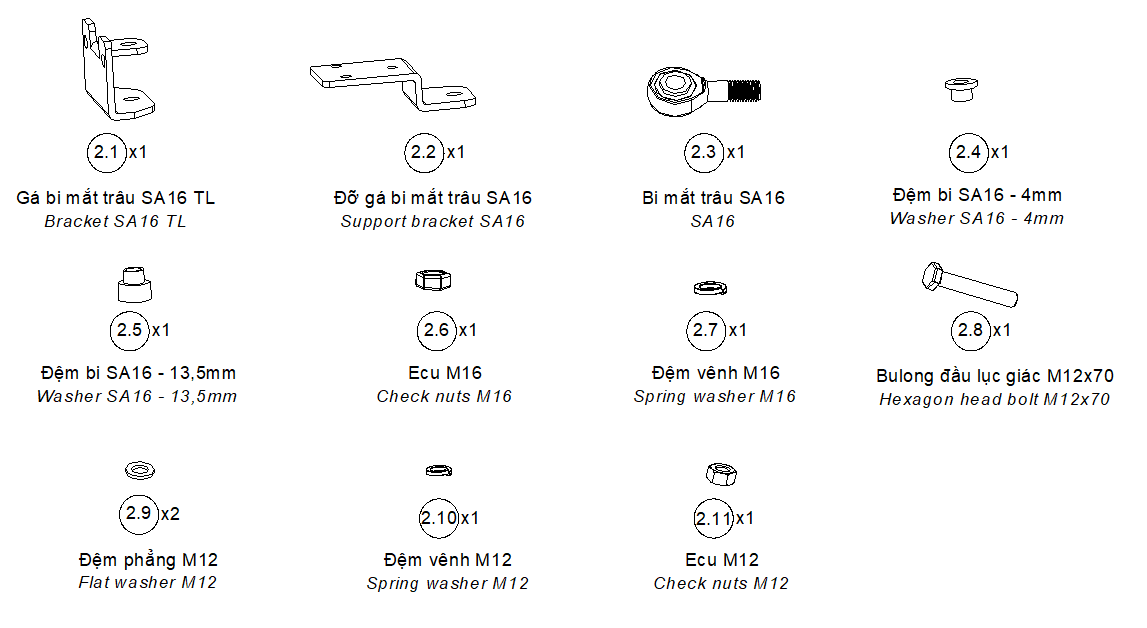 2.1 x1
2.2 x1
2.3 x1
2.4 x1
Gá bi mắt trâu SA16 TL
Bracket SA16 TL
Đỡ gá bi mắt trâu SA16
Support bracket SA16
Bi mắt trâu SA16
SA16
Đệm bi SA16 - 4mm
Washer SA16 - 4mm
2.5 x1
2.6 x1
2.7 x1
2.8 x1
Đệm bi SA16 - 13,5mm
Washer SA16 - 13,5mm
Ecu M16
Check nuts M16
Đệm vênh M16
Spring washer M16
Bulong đầu lục giác M12x70
Hexagon head bolt M12x70
2.9 x2
2.10 x1
2.11 x1
Đệm phẳng M12
Flat washer M12
Đệm vênh M12
Spring washer M12
Ecu M12
Check nuts M12